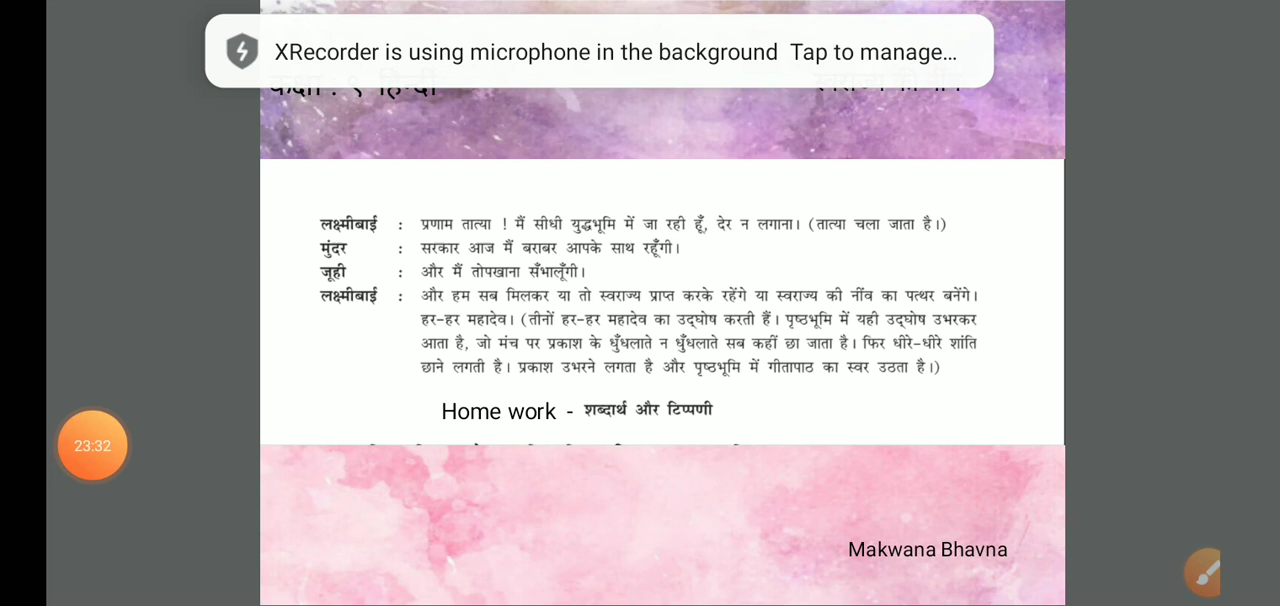 XRecorder is using microphone in the background Tap to manage...
कक्षा : ९ हिन्दी
लक्ष्मीबाई : प्रणाम तात्या ! मैं सीधी युद्धभूमि में जा रही हूँ, देर न लगाना। (तात्या चला जाता है।)
मुंदर : सरकार आज मैं बराबर आपके साथ रहूँगी।
जूही : और मैं तोपखाना सँभालूँगी।
लक्ष्मीबाई : और हम सब मिलकर या तो स्वराज्य प्राप्त करके रहेंगे या स्वराज्य की नींव का पत्थर बनेंगे।
हर-हर महादेव। (तीनों हर-हर महादेव का उद्घोष करती हैं। पृष्ठभूमि में यही उद्घोष उभरकर
आता है, जो मंच पर प्रकाश के धुँधलाते न धुँधलाते सब कहीं छा जाता है। फिर धीरे-धीरे शांति
छाने लगती है। प्रकाश उभरने लगता है और पृष्ठभूमि में गीतापाठ का स्वर उठता है।)
Home work - शब्दार्थ और टिप्पणी
23:32
Makwana Bhavna